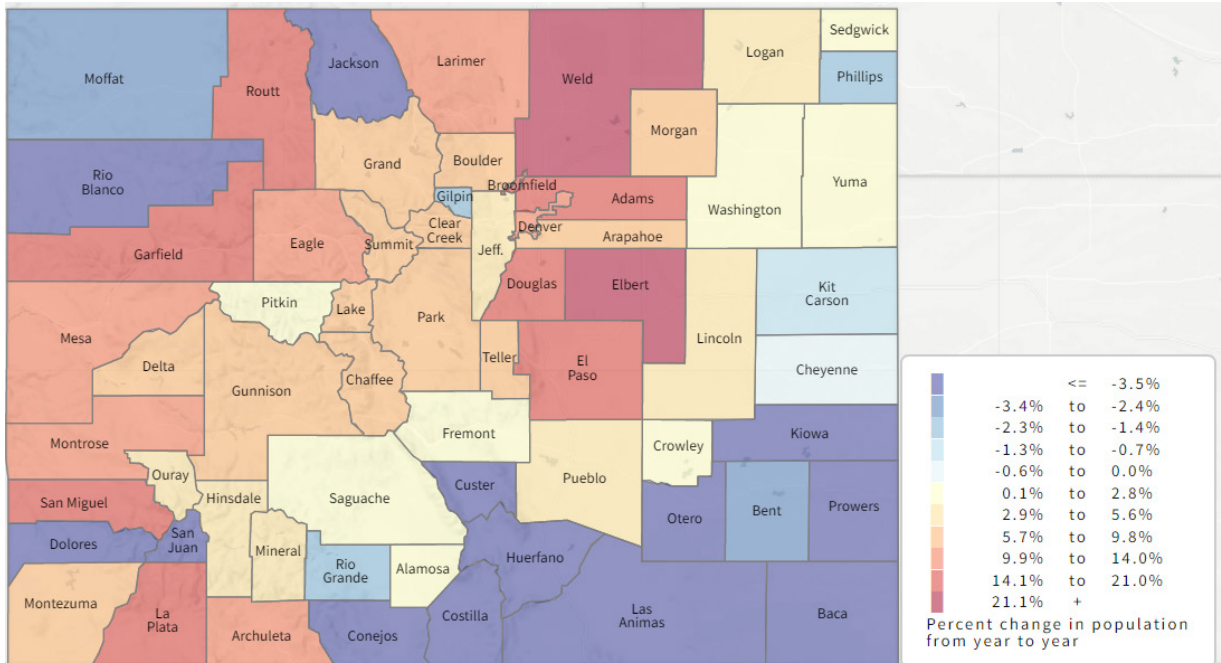 Moffat
Jackson
Larimer
Routt
Weld
Logan
Sedgwick
Phillips
Morgan
Rio
Blanco
Grand
Boulder
Gilpin
Broomfield
Adams
Washington
Yuma
Garfield
Eagle
Summit
Clear
Creek
Jeff.
Denver
Arapahoe
Pitkin
Lake
Park
Douglas
Elbert
Kit
Carson
Mesa
Delta
Gunnison
Chaffee
Teller
El
Paso
Lincoln
Cheyenne
Montrose
Ouray
Fremont
Pueblo
Crowley
Kiowa
San Miguel
Hinsdale
Saguache
Custer
Otero
Bent
Prowers
Dolores
San
Juan
Mineral
Rio
Grande
Alamosa
Huerfano
Montezuma
La
Plata
Archuleta
Conejos
Costilla
Las
Animas
Baca
<= -3.5%
-3.4% to -2.4%
-2.3% to -1.4%
-1.3% to -0.7%
-0.6% to 0.0%
0.1% to 2.8%
2.9% to 5.6%
5.7% to 9.8%
9.9% to 14.0%
14.1% to 21.0%
21.1% +
Percent change in population
from year to year